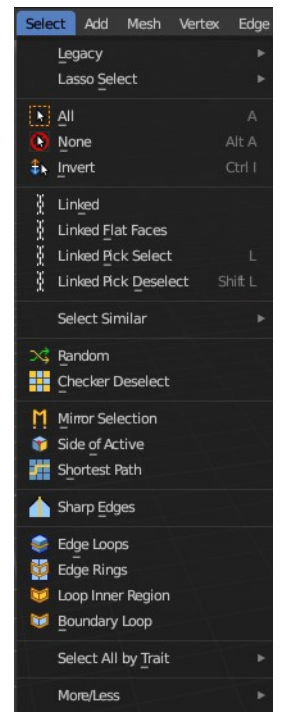 Select Add Mesh Vertex Edge
Legacy
Lasso Select
All A
None Alt A
Invert Ctrl I
Linked
Linked Flat Faces
Linked Pick Select L
Linked Pick Deselect Shift L
Select Similar
Random
Checker Deselect
Mirror Selection
Side of Active
Shortest Path
Sharp Edges
Edge Loops
Edge Rings
Loop Inner Region
Boundary Loop
Select All by Trait
More/Less